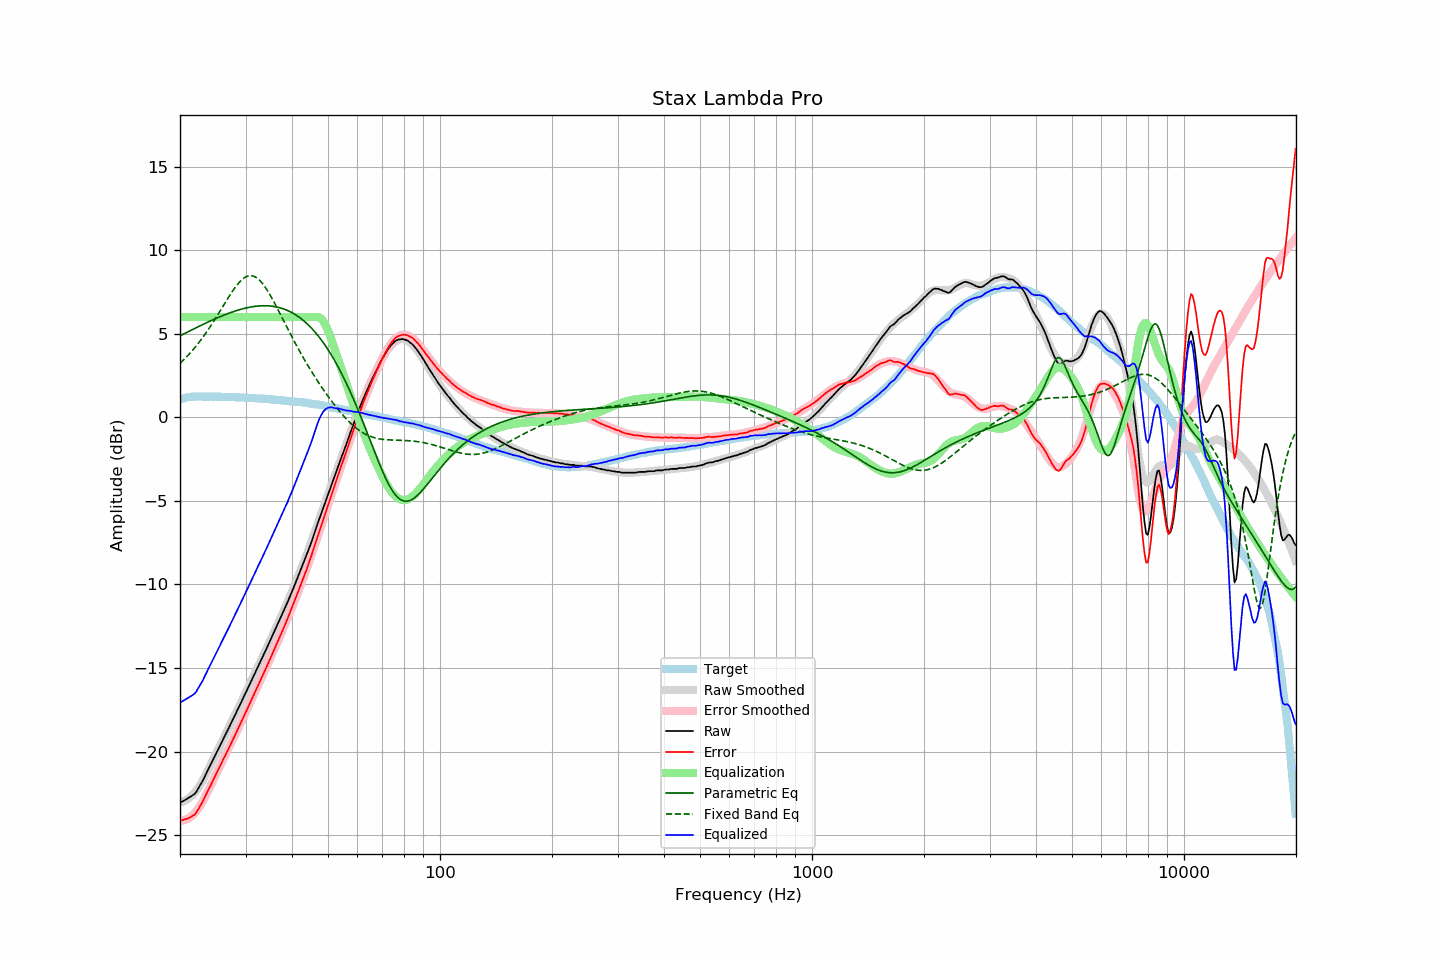 Stax Lambda Pro
15
10
5
0
−5
−10
−15
−20
−25
Amplitude (dBr)
100
1000
10000
Frequency (Hz)
Target
Raw Smoothed
Error Smoothed
Raw
Error
Equalization
Parametric Eq
Fixed Band Eq
Equalized